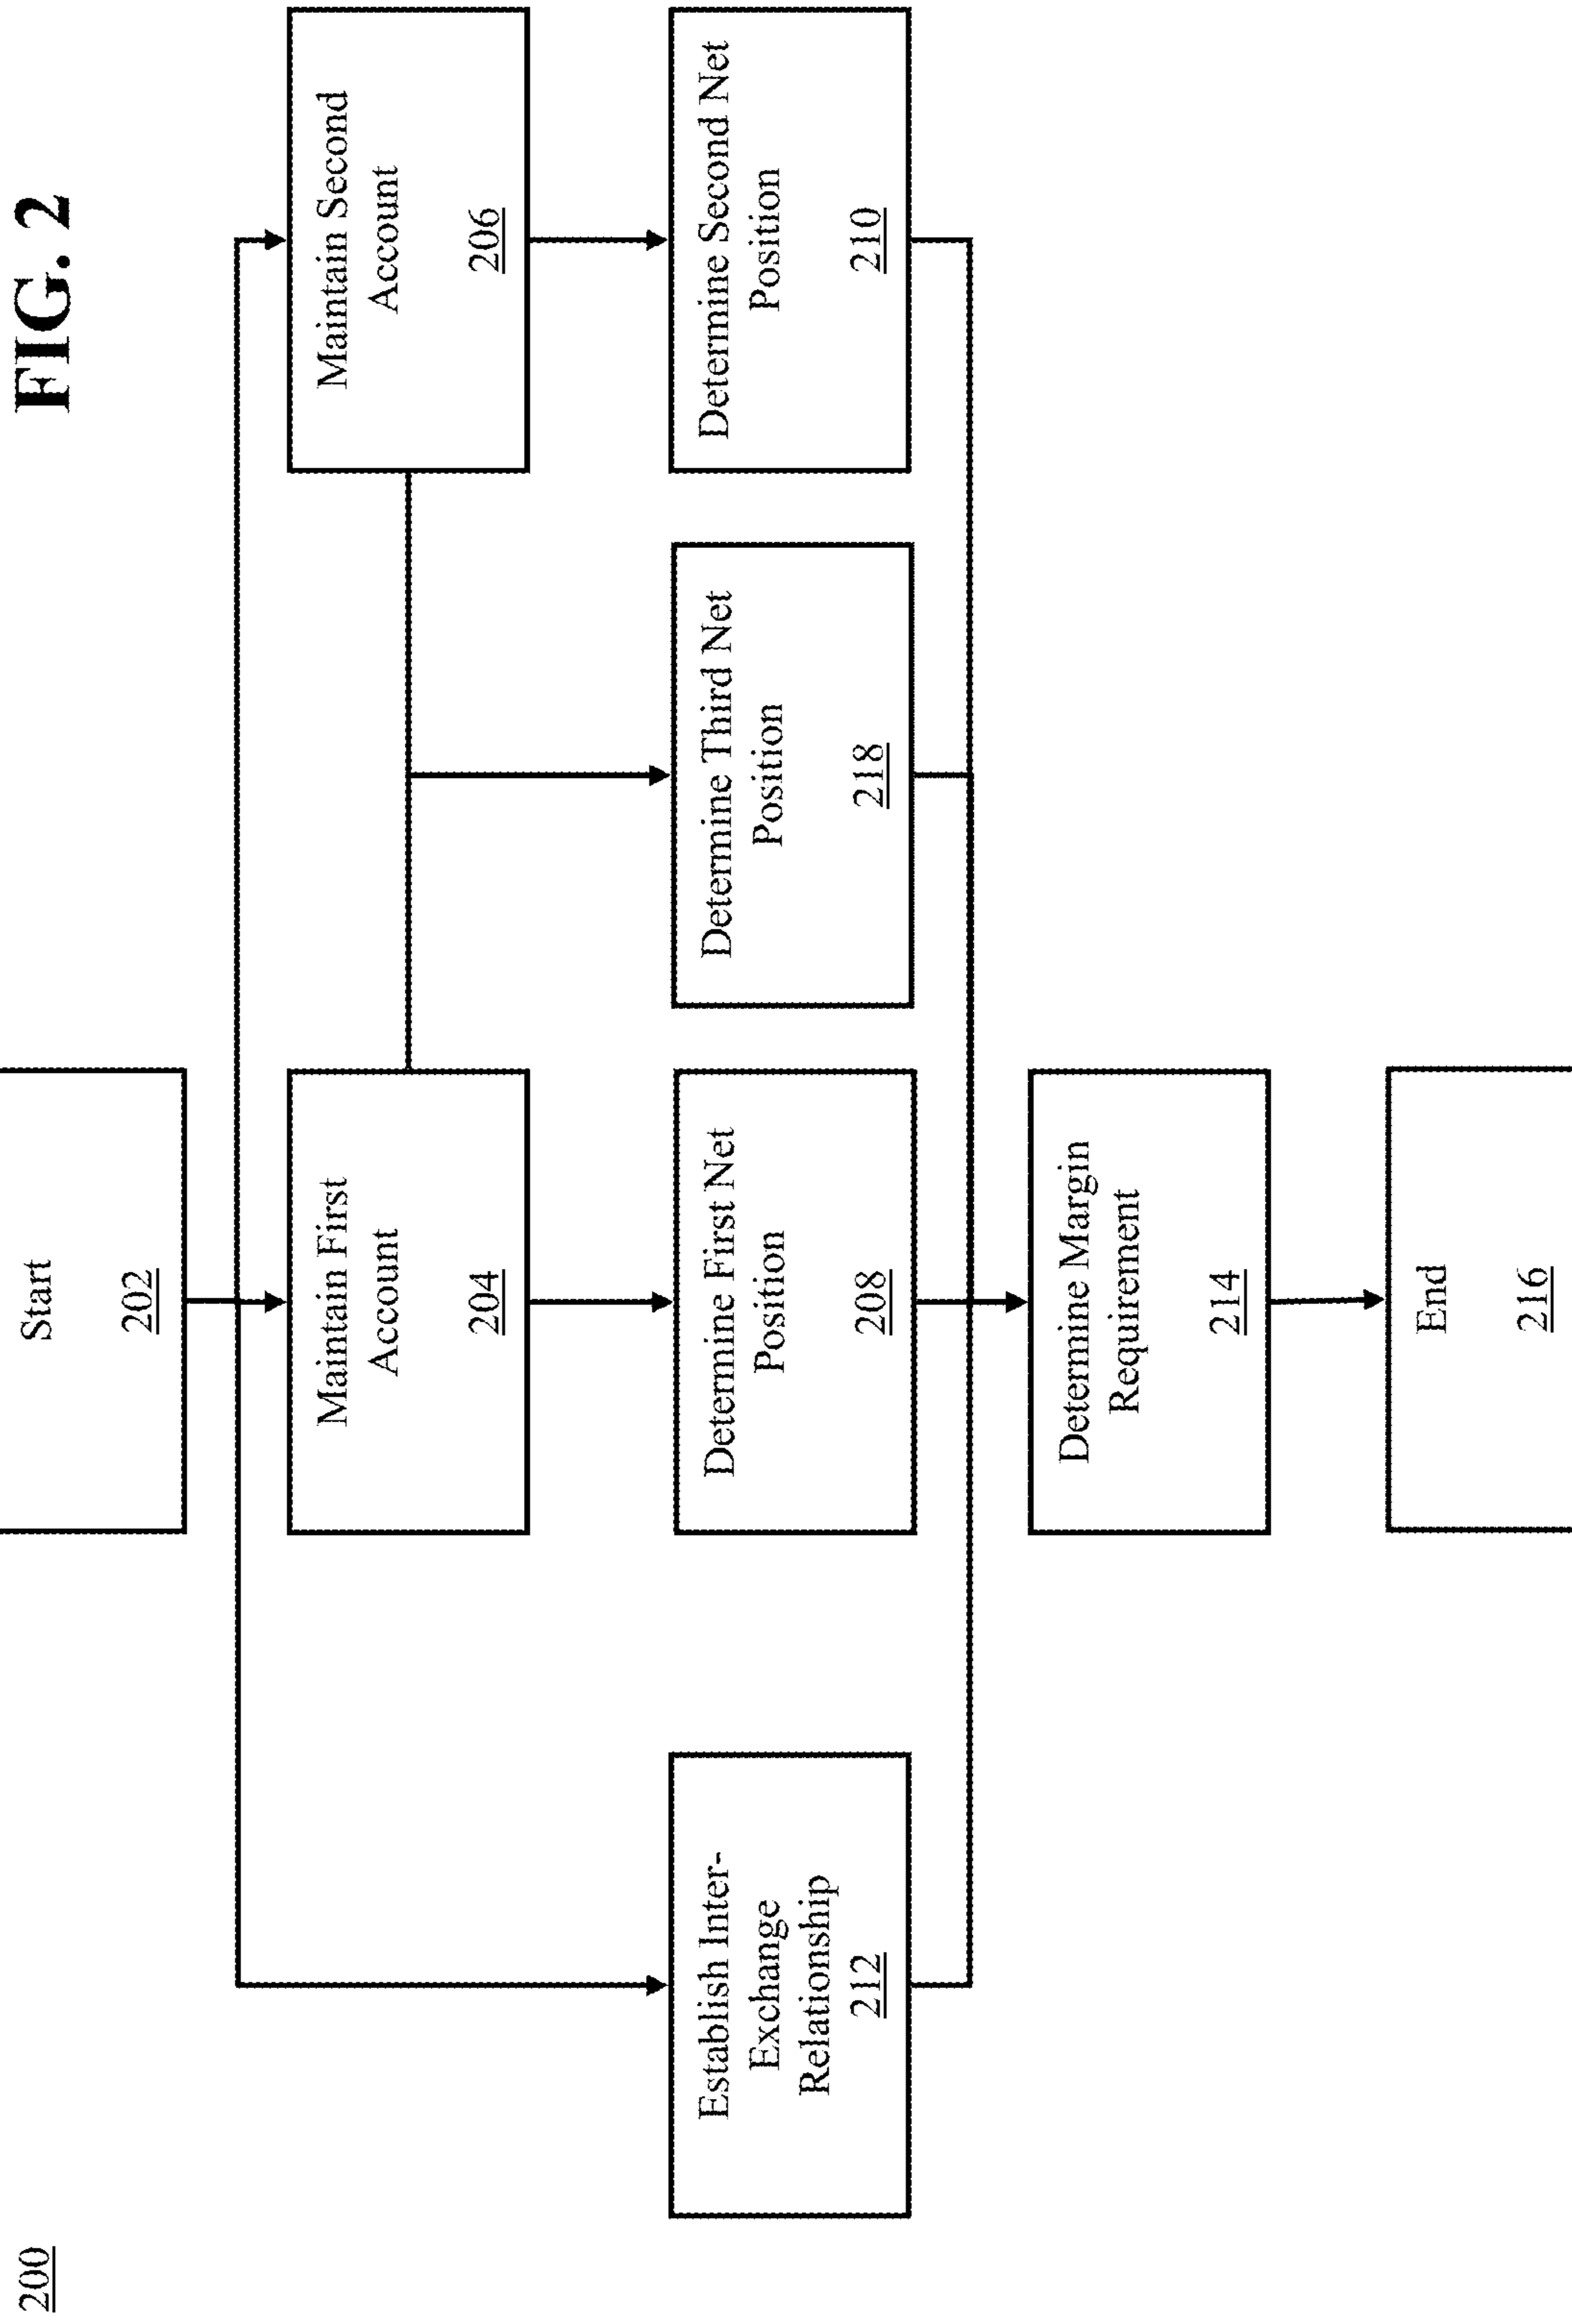 200
FIG. 2
Start
202
Maintain First
Account
204
Maintain Second
Account
206
Establish Inter-
Exchange
Relationship
212
Determine First Net
Position
208
Determine Third Net
Position
218
Determine Second Net
Position
210
Determine Margin
Requirement
214
End
216